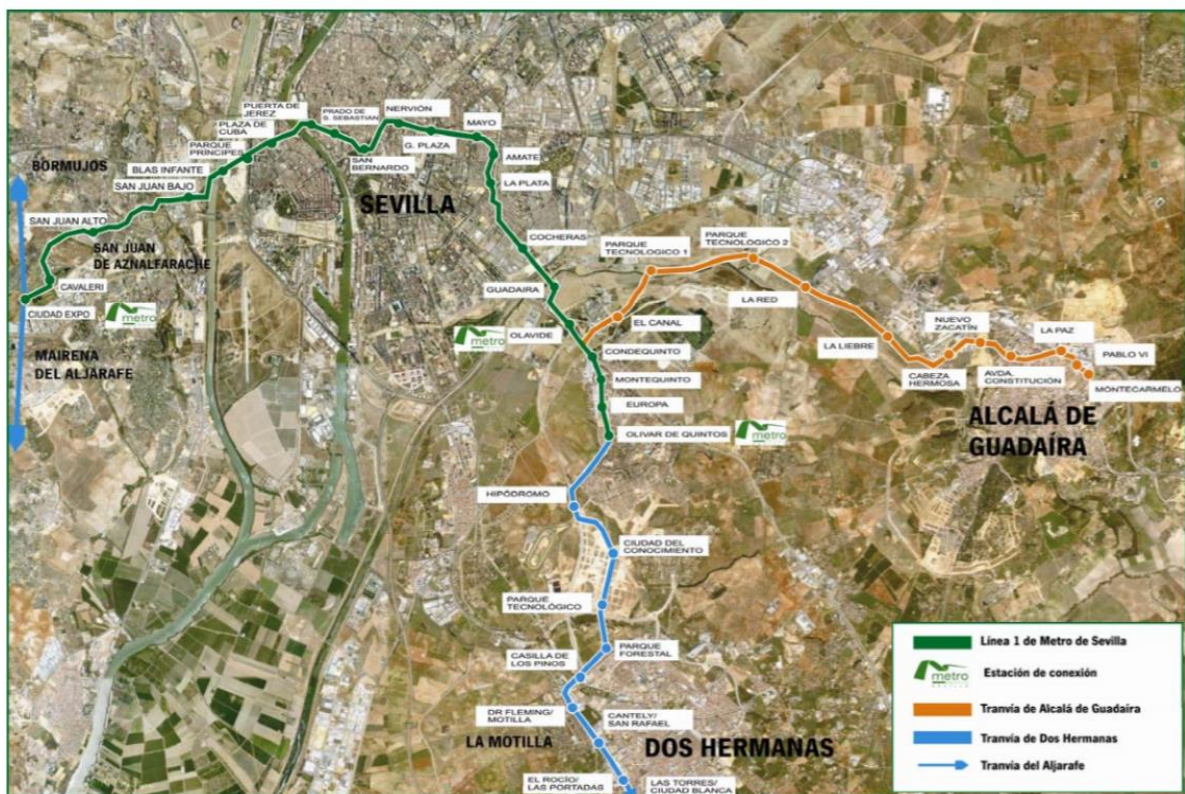 PUERTA DE
JEREZ
PRADO DE
S. SEBASTIAN
NERVIÓN
PLAZA DE
CUBA
MAYO
PARQUE
PRÍNCIPES
G. PLAZA
BORMUJOS
SAN
BERNARDO
AMATE
BLAS INFANTE
SAN JUAN BAJO
LA PLATA
SEVILLA
SAN JUAN ALTO
COCHERAS
PARQUE
TECNOLOGICO 1
PARQUE
TECNOLOGICO 2
SAN JUAN
DE AZNALFARACHE
CAVALERI
GUADAIRA
LA RED
CIUDAD EXPO
metro
EL CANAL
NUEVO
ZACATÍN
LA PAZ
metro
OLAVIDE
LA LIEBRE
MAIRENA
DEL ALJARAFE
CONDEQUINTO
PABLO VI
CABEZA
HERMOSA
AVDA.
CONSTITUCIÓN
MONTEQUINTO
MONTECARMELO
EUROPA
ALCALÁ DE
GUADAÍRA
OLIVAR DE QUINTOS
metro
HIPÓDROMO
CIUDAD DEL
CONOCIMIENTO
PARQUE
TECNOLÓGICO
PARQUE
FORESTAL
CASILLA DE
LOS PINOS
DR FLEMING/
MOTILLA
CANTELY/
SAN RAFAEL
LA MOTILLA
DOS HERMANAS
EL ROCÍO/
LAS PORTADAS
LAS TORRES/
CIUDAD BLANCA
Línea 1 de Metro de Sevilla
metro
Estación de conexión
Tranvía de Alcalá de Guadaíra
Tranvía de Dos Hermanas
Tranvía del Aljarafe